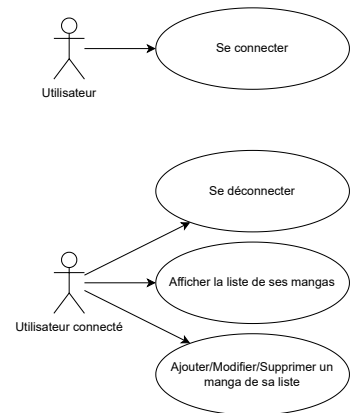 Se connecter
Utilisateur
Se déconnecter
Afficher la liste de ses mangas
Utilisateur connecté
Ajouter/Modifier/Supprimer un
manga de sa liste